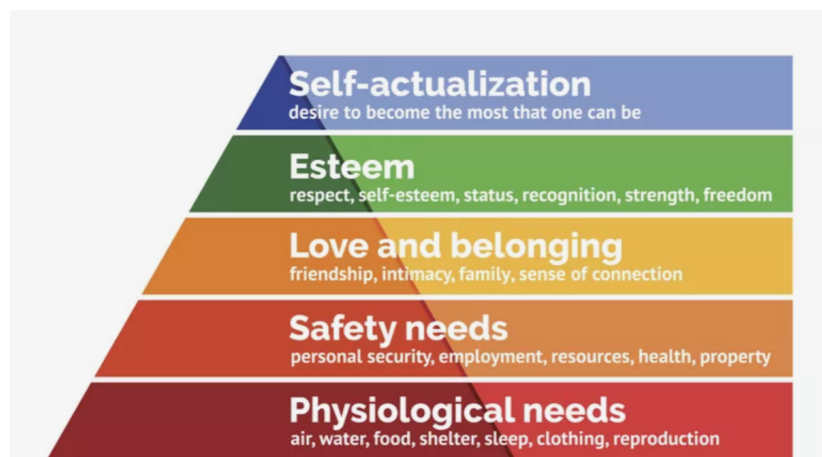 Self-actualization
desire to become the most that one can be
Esteem
respect, self-esteem, status, recognition, strength, freedom
Love and belonging
friendship, intimacy, family, sense of connection
Safety needs
personal security, employment, resources, health, property
Physiological needs
air, water, food, shelter, sleep, clothing, reproduction